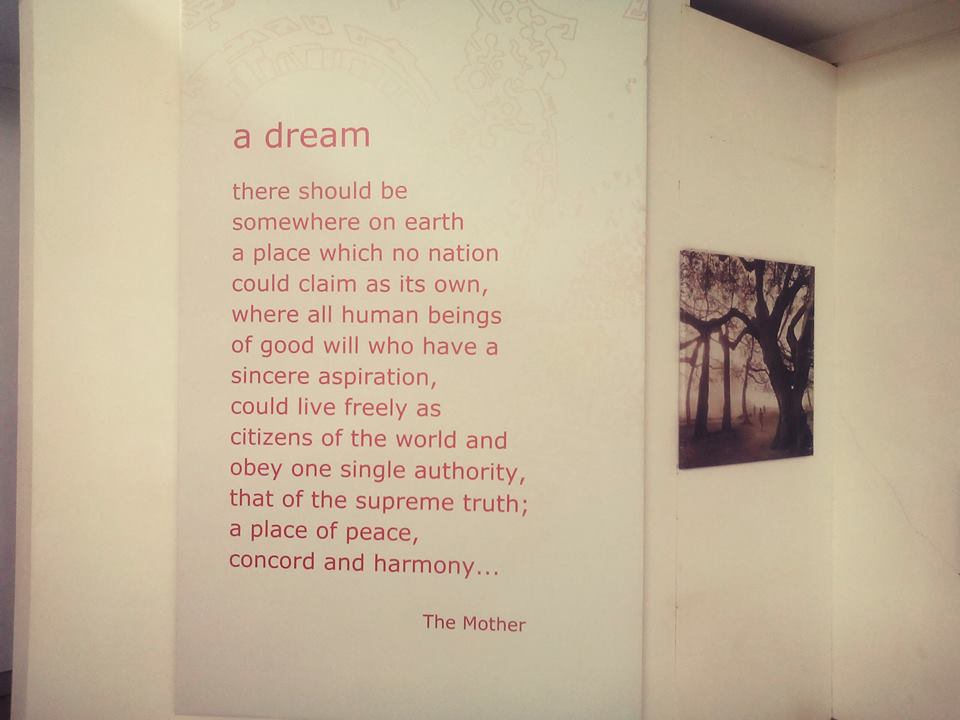 a dream
there should be
somewhere on earth
a place which no nation
could claim as its own,
where all human beings
of good will who have a
sincere aspiration,
could live freely as
citizens of the world and
obey one single authority,
that of the supreme truth;
a place of peace,
concord and harmony...
The Mother